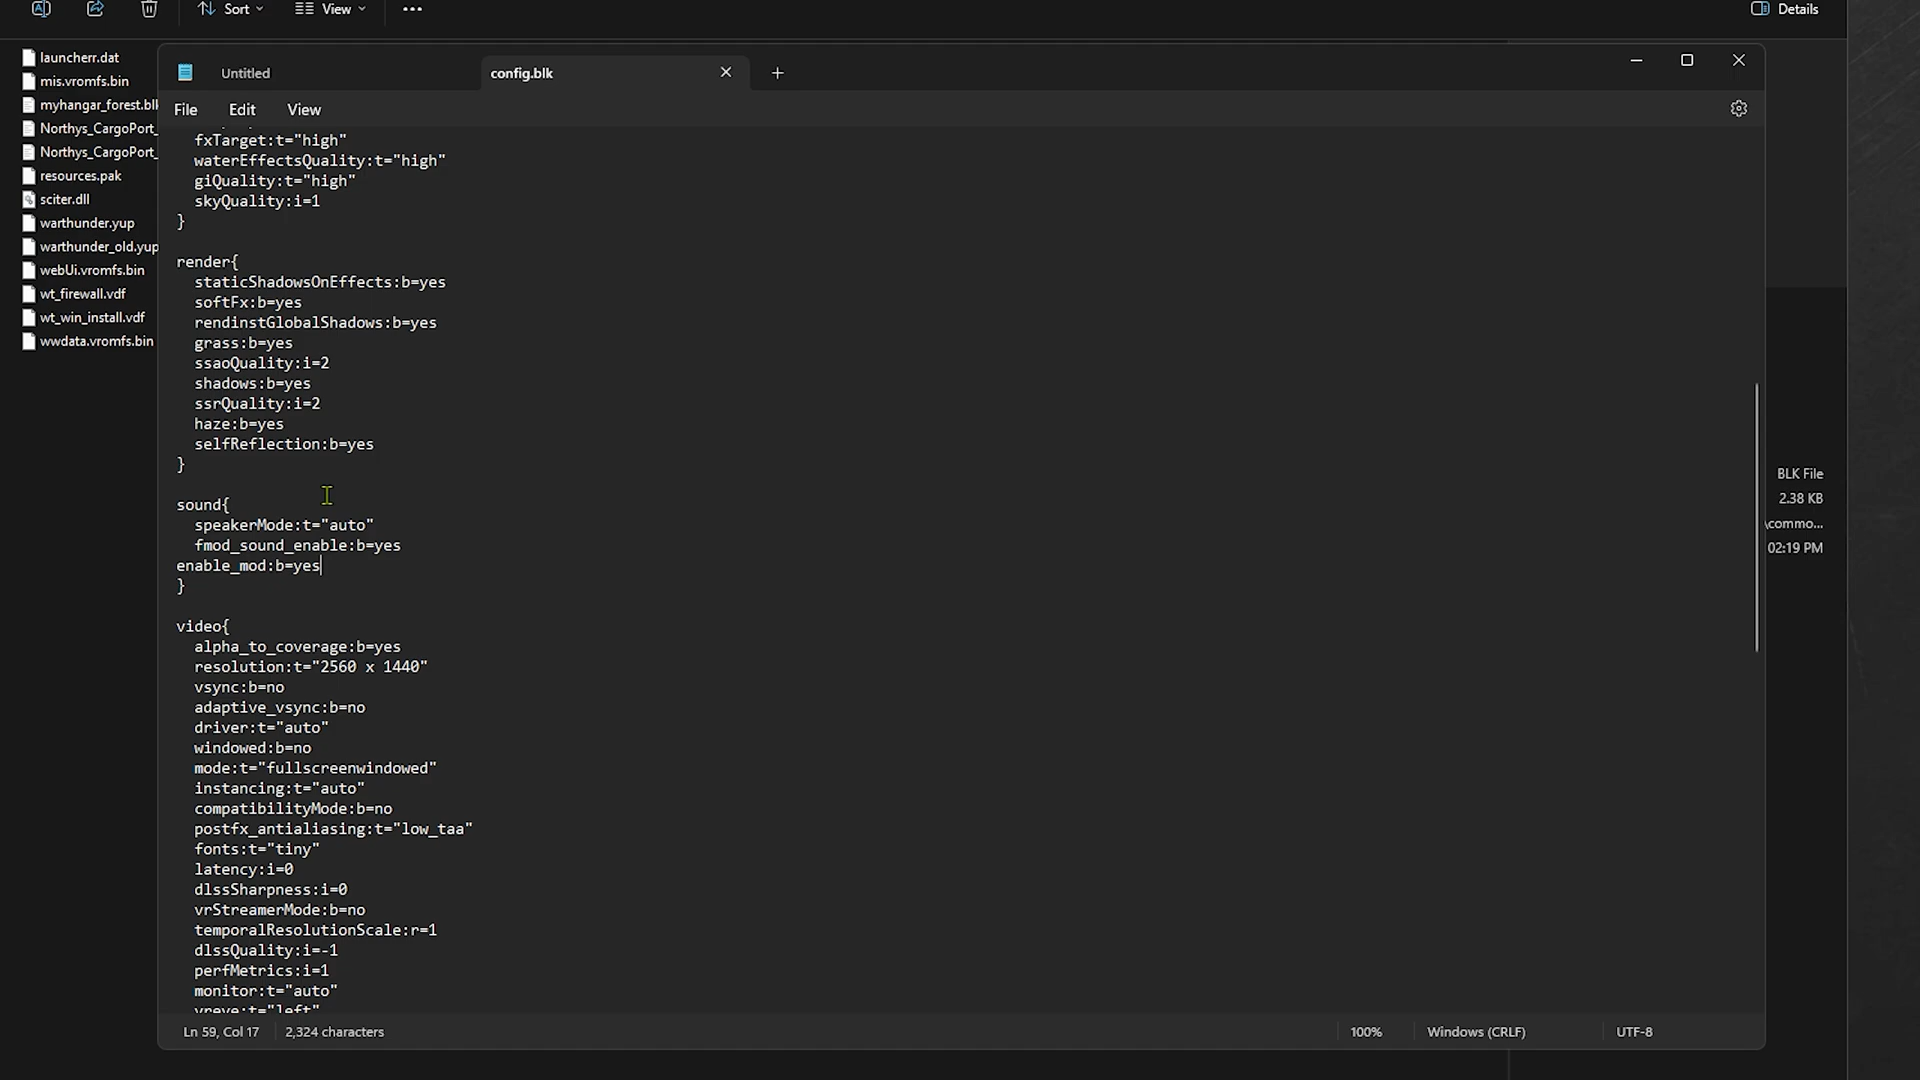 Sort
View
Details
launcherr.dat
mis.vromfs.bin
myhangar_forest.blk
Northys_CargoPort_
Northys_CargoPort_
resources.pak
sciter.dll
warthunder.yup
warthunder_old.yup
webUi.vromfs.bin
wt_firewall.vdf
wt_win_install.vdf
wwdata.vromfs.bin
Untitled
config.blk
File Edit View
fxTarget:t="high"
waterEffectsQuality:t="high"
giQuality:t="high"
skyQuality:i=1
}
render{
staticShadowsOnEffects:b=yes
softFx:b=yes
rendinstGlobalShadows:b=yes
grass:b=yes
ssaoQuality:i=2
shadows:b=yes
ssrQuality:i=2
haze:b=yes
selfReflection:b=yes
}
sound{
speakerMode:t="auto"
fmod_sound_enable:b=yes
enable_mod:b=yes
}
video{
alpha_to_coverage:b=yes
resolution:t="2560 x 1440"
vsync:b=no
adaptive_vsync:b=no
driver:t="auto"
windowed:b=no
mode:t="fullscreenwindowed"
instancing:t="auto"
compatibilityMode:b=no
postfx_antialiasing:t="low_taa"
fonts:t="tiny"
latency:i=0
dlssSharpness:i=0
vrStreamerMode:b=no
temporalResolutionScale:r=1
dlssQuality:i=-1
perfMetrics:i=1
monitor:t="auto"
vreye:t="left"
Ln 59, Col 17
2,324 characters
100%
Windows (CRLF)
UTF-8
BLK File
2.38 KB
\commo...
02:19 PM